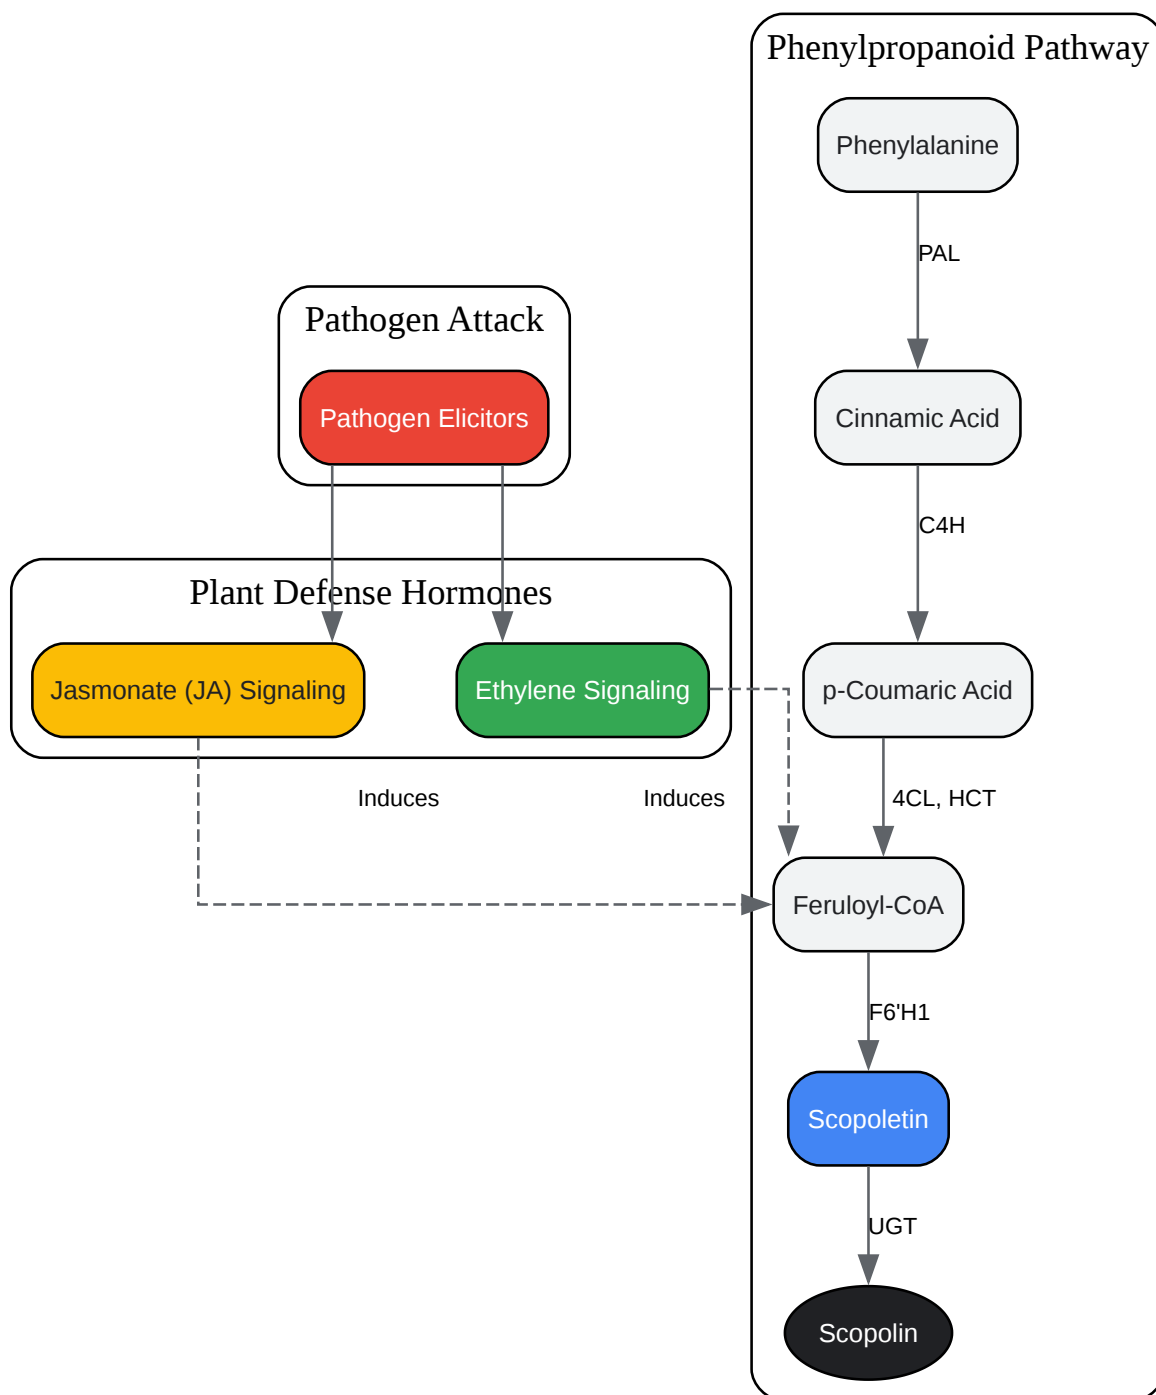 Phenylpropanoid Pathway
Phenylalanine
PAL
Pathogen Attack
Pathogen Elicitors
Cinnamic Acid
C4H
Plant Defense Hormones
Jasmonate (JA) Signaling
Ethylene Signaling
p-Coumaric Acid
Induces
Induces
4CL, HCT
Feruloyl-CoA
F6'H1
Scopoletin
UGT
Scopolin